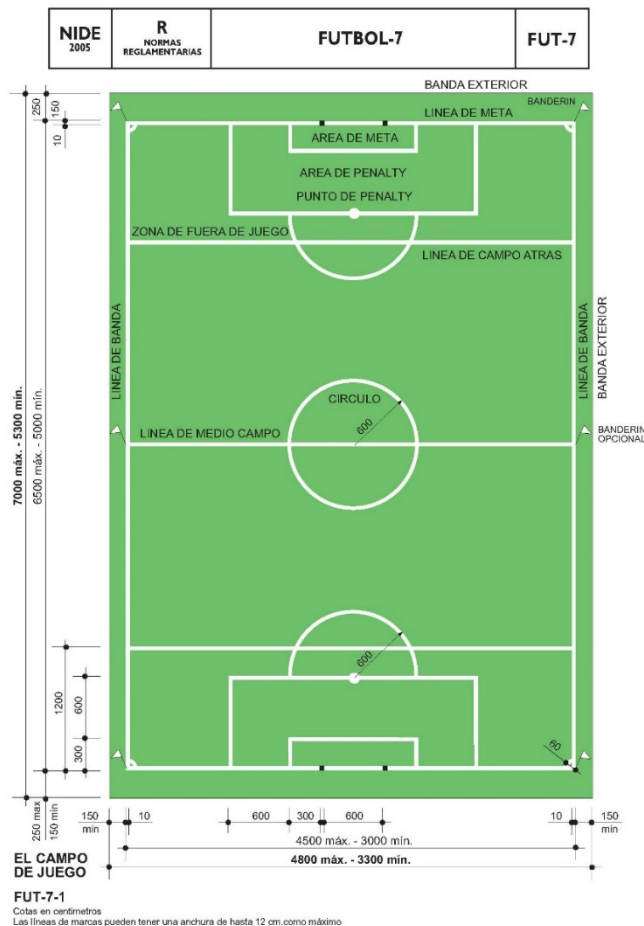 NIDE
2005
R
NORMAS
REGLAMENTARIAS
FUTBOL-7
FUT-7
BANDA EXTERIOR
BANDERIN
LINEA DE META
AREA DE META
AREA DE PENALTY
PUNTO DE PENALTY
ZONA DE FUERA DE JUEGO
LINEA DE CAMPO ATRAS
LINEA DE BANDA
LINEA DE BANDA
BANDA EXTERIOR
CIRCULO
600
LINEA DE MEDIO CAMPO
BANDERIN
OPCIONAL
250
150
10
7000 máx. - 5300 mín.
6500 máx. - 5000 mín.
600
1200
600
300
60
250 max
150 mín
150
mín
10
600
300
600
10
150
mín
4500 máx. - 3000 mín.
4800 máx. - 3300 mín.
EL CAMPO
DE JUEGO
FUT-7-1
Cotas en centimetros
Las líneas de marcas pueden tener una anchura de hasta 12 cm.como máximo